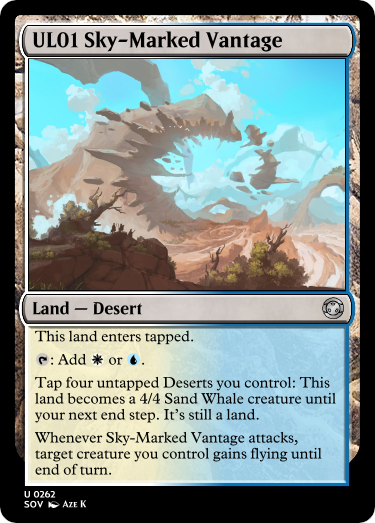 UL01 Sky-Marked Vantage
Land — Desert
This land enters tapped.
: Add or .
Tap four untapped Deserts you control: This
land becomes a 4/4 Sand Whale creature until
your next end step. It's still a land.
Whenever Sky-Marked Vantage attacks,
target creature you control gains flying until
end of turn.
U 0262
SOV Aze K